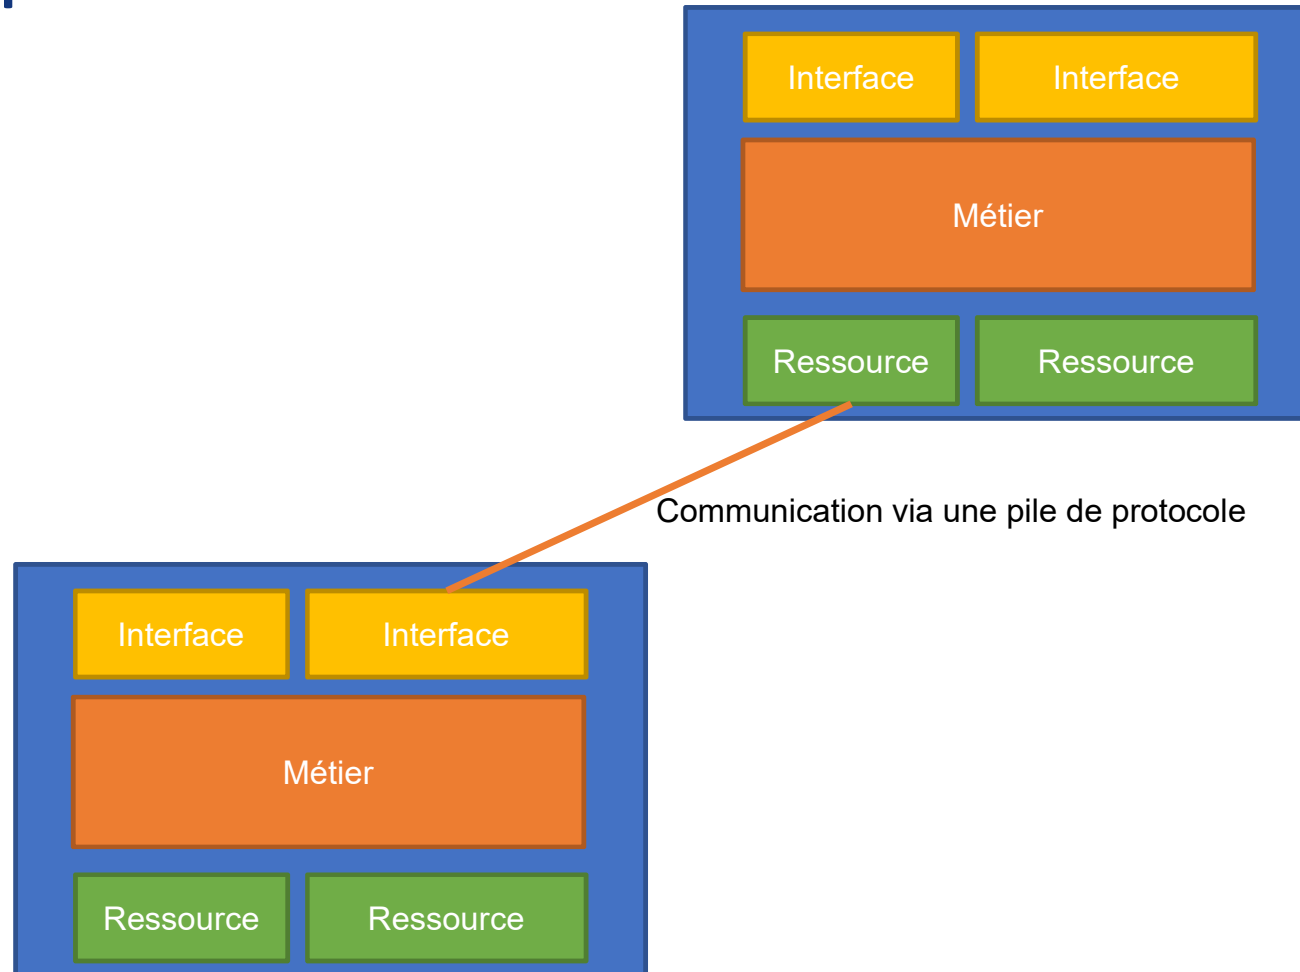 Interface
Interface
Métier
Ressource
Ressource
Communication via une pile de protocole
Interface
Interface
Métier
Ressource
Ressource